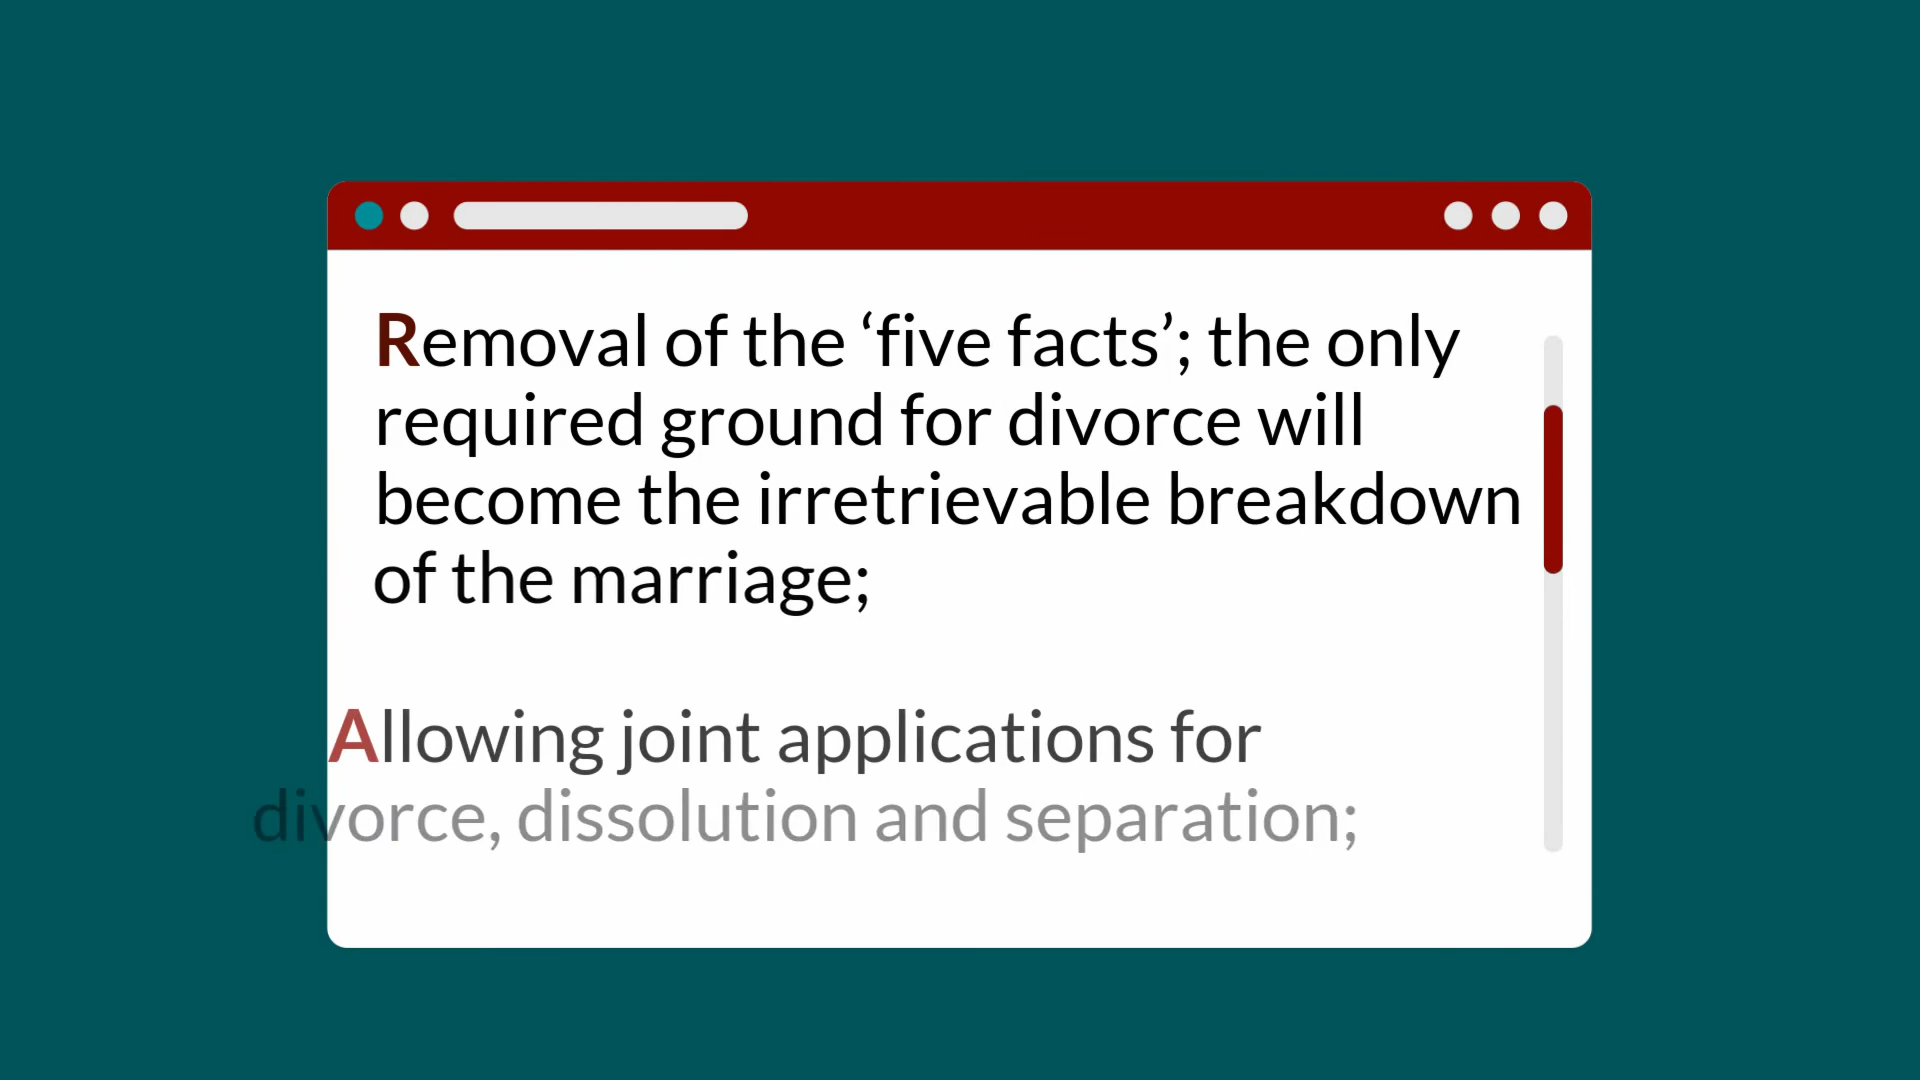 Removal of the ‘five facts’; the only
required ground for divorce will
become the irretrievable breakdown
of the marriage;
Allowing joint applications for
divorce, dissolution and separation;